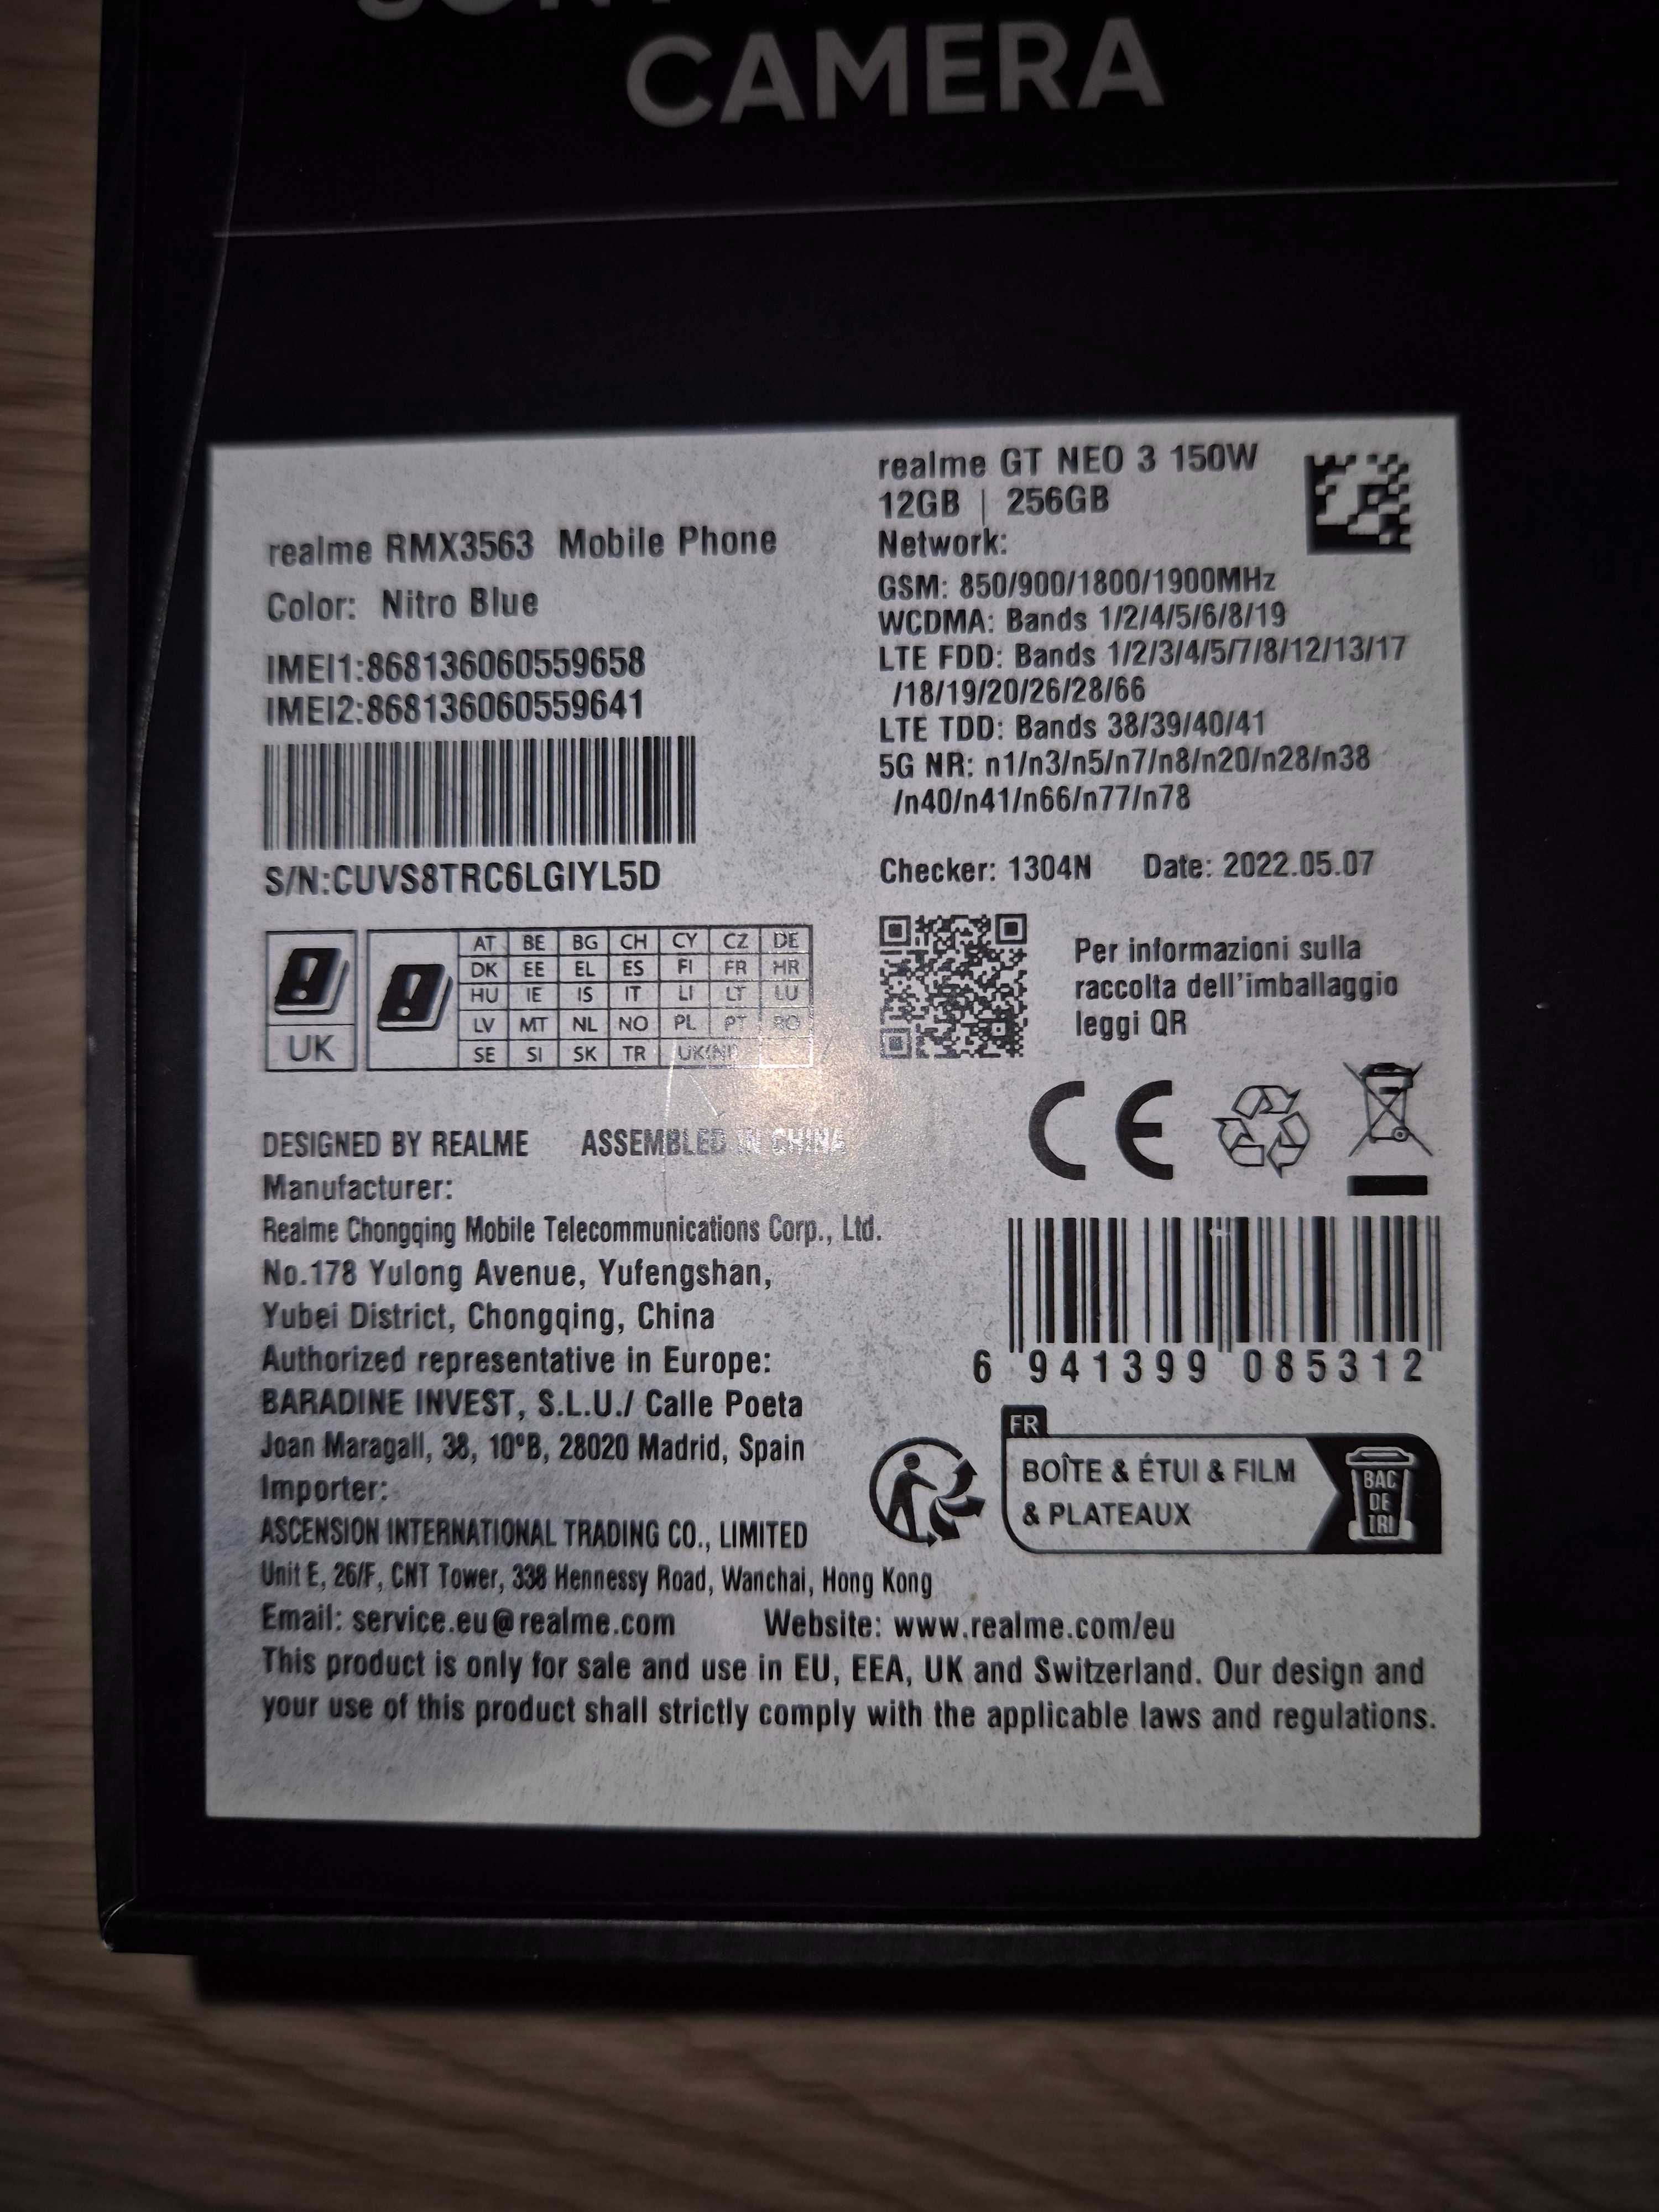 CAMERA
realme RMX3563 Mobile Phone
Color: Nitro Blue
IMEI1:868136060559658
IMEI2:868136060559641
S/N:CUVS8TRC6LGIYL5D
realme GT NEO 3 150W
12GB | 256GB
Network:
GSM: 850/900/1800/1900MHz
WCDMA: Bands 1/2/4/5/6/8/19
LTE FDD: Bands 1/2/3/4/5/7/8/12/13/17
/18/19/20/26/28/66
LTE TDD: Bands 38/39/40/41
5G NR: n1/n3/n5/n7/n8/n20/n28/n38
/n40/n41/n66/n77/n78
Checker: 1304N Date: 2022.05.07
UK
AT BE BG CH CY CZ DE
DK EE EL ES FI FR HR
HU IE IS IT LI LT LU
LV MT NL NO PL PT RO
SE SI SK TR UK(NI)
Per informazioni sulla
raccolta dell'imballaggio
leggi QR
CE
DESIGNED BY REALME ASSEMBLED IN CHINA
Manufacturer:
Realme Chongqing Mobile Telecommunications Corp., Ltd.
No.178 Yulong Avenue, Yufengshan,
Yubei District, Chongqing, China
Authorized representative in Europe:
BARADINE INVEST, S.L.U./ Calle Poeta
Joan Maragall, 38, 10ºB, 28020 Madrid, Spain
Importer:
ASCENSION INTERNATIONAL TRADING CO., LIMITED
Unit E, 26/F, CNT Tower, 338 Hennessy Road, Wanchai, Hong Kong
6 941399 085312
FR
BOÎTE & ÉTUI & FILM
& PLATEAUX
BAC
DE
TRI
Email: service.eu@realme.com Website: www.realme.com/eu
This product is only for sale and use in EU, EEA, UK and Switzerland. Our design and
your use of this product shall strictly comply with the applicable laws and regulations.